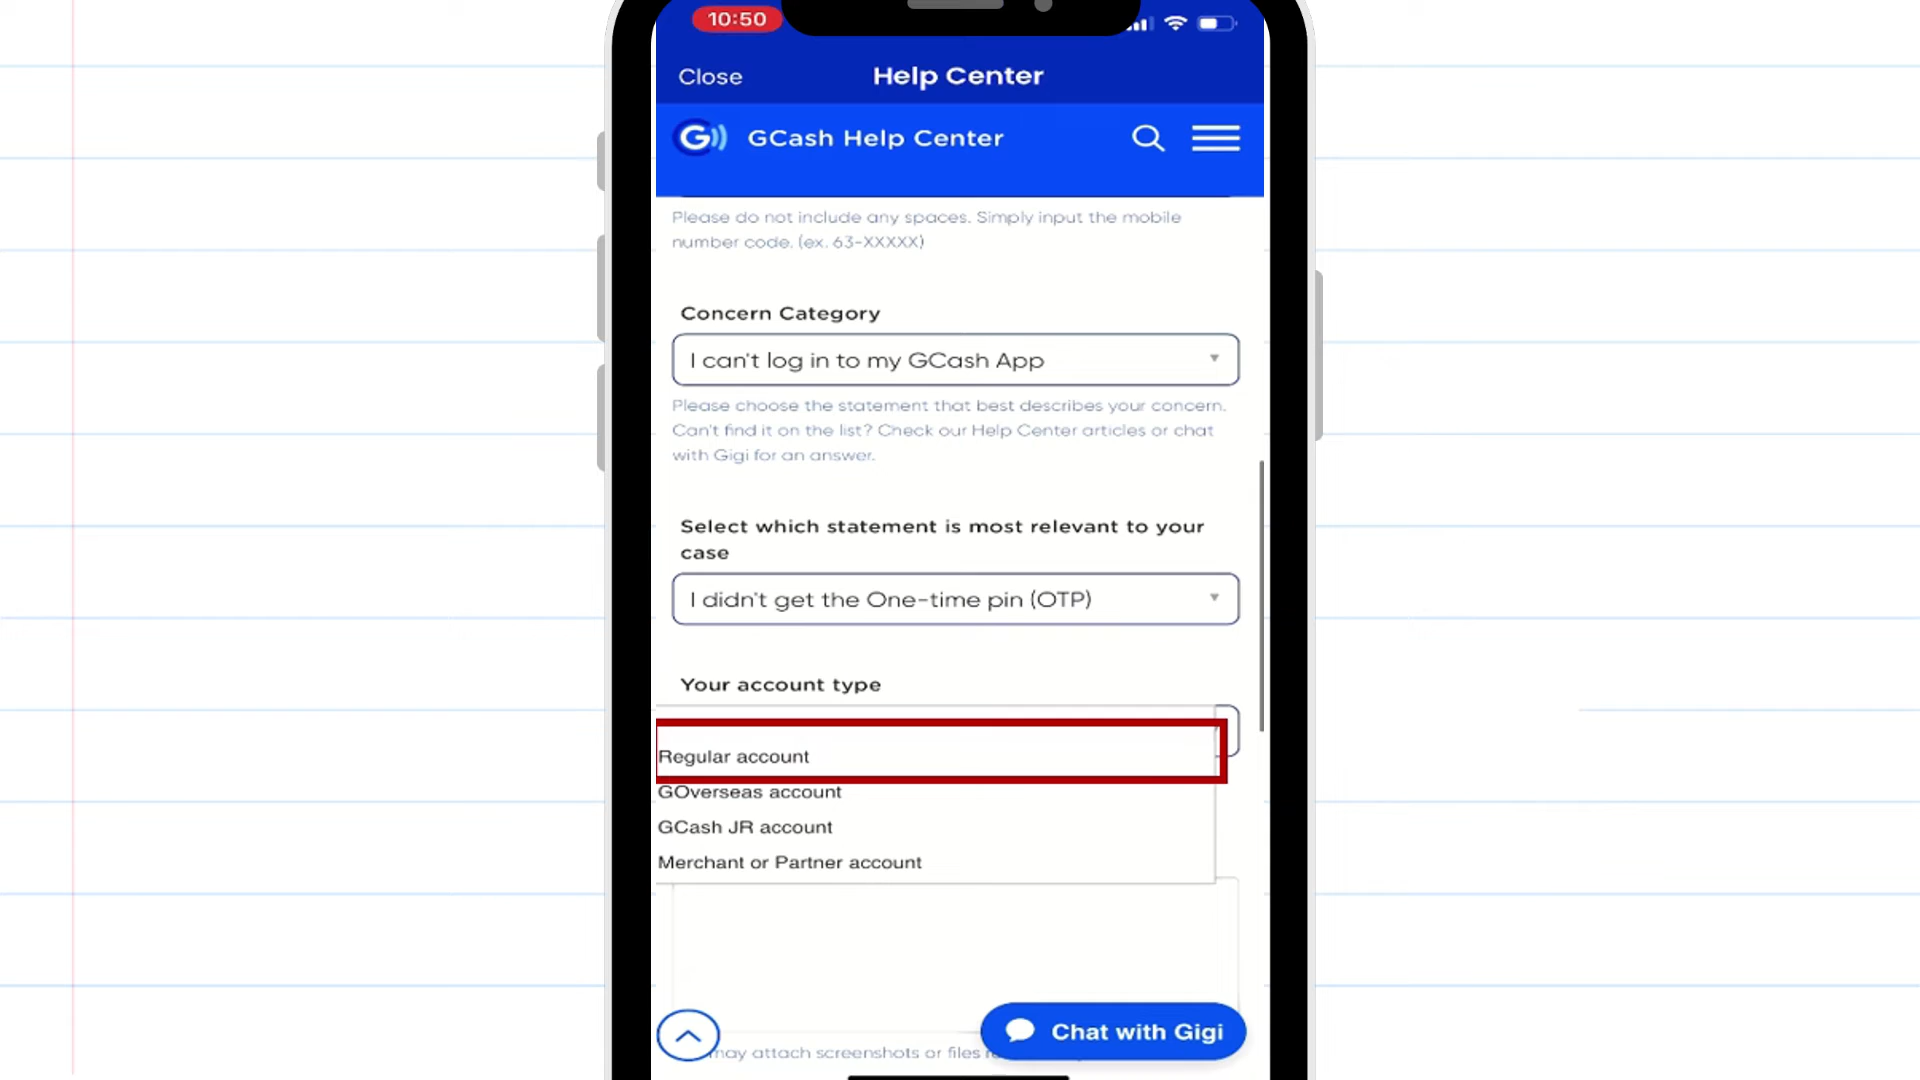 10:50
Close
Help Center
G
GCash Help Center
Please do not include any spaces. Simply input the mobile
number code. (ex. 63-XXXXX)
Concern Category
I can't log in to my GCash App
Please choose the statement that best describes your concern.
Can't find it on the list? Check our Help Center articles or chat
with Gigi for an answer.
Select which statement is most relevant to your
case
I didn't get the One-time pin (OTP)
Your account type
Regular account
GOverseas account
GCash JR account
Merchant or Partner account
Chat with Gigi
may attach screenshots or files